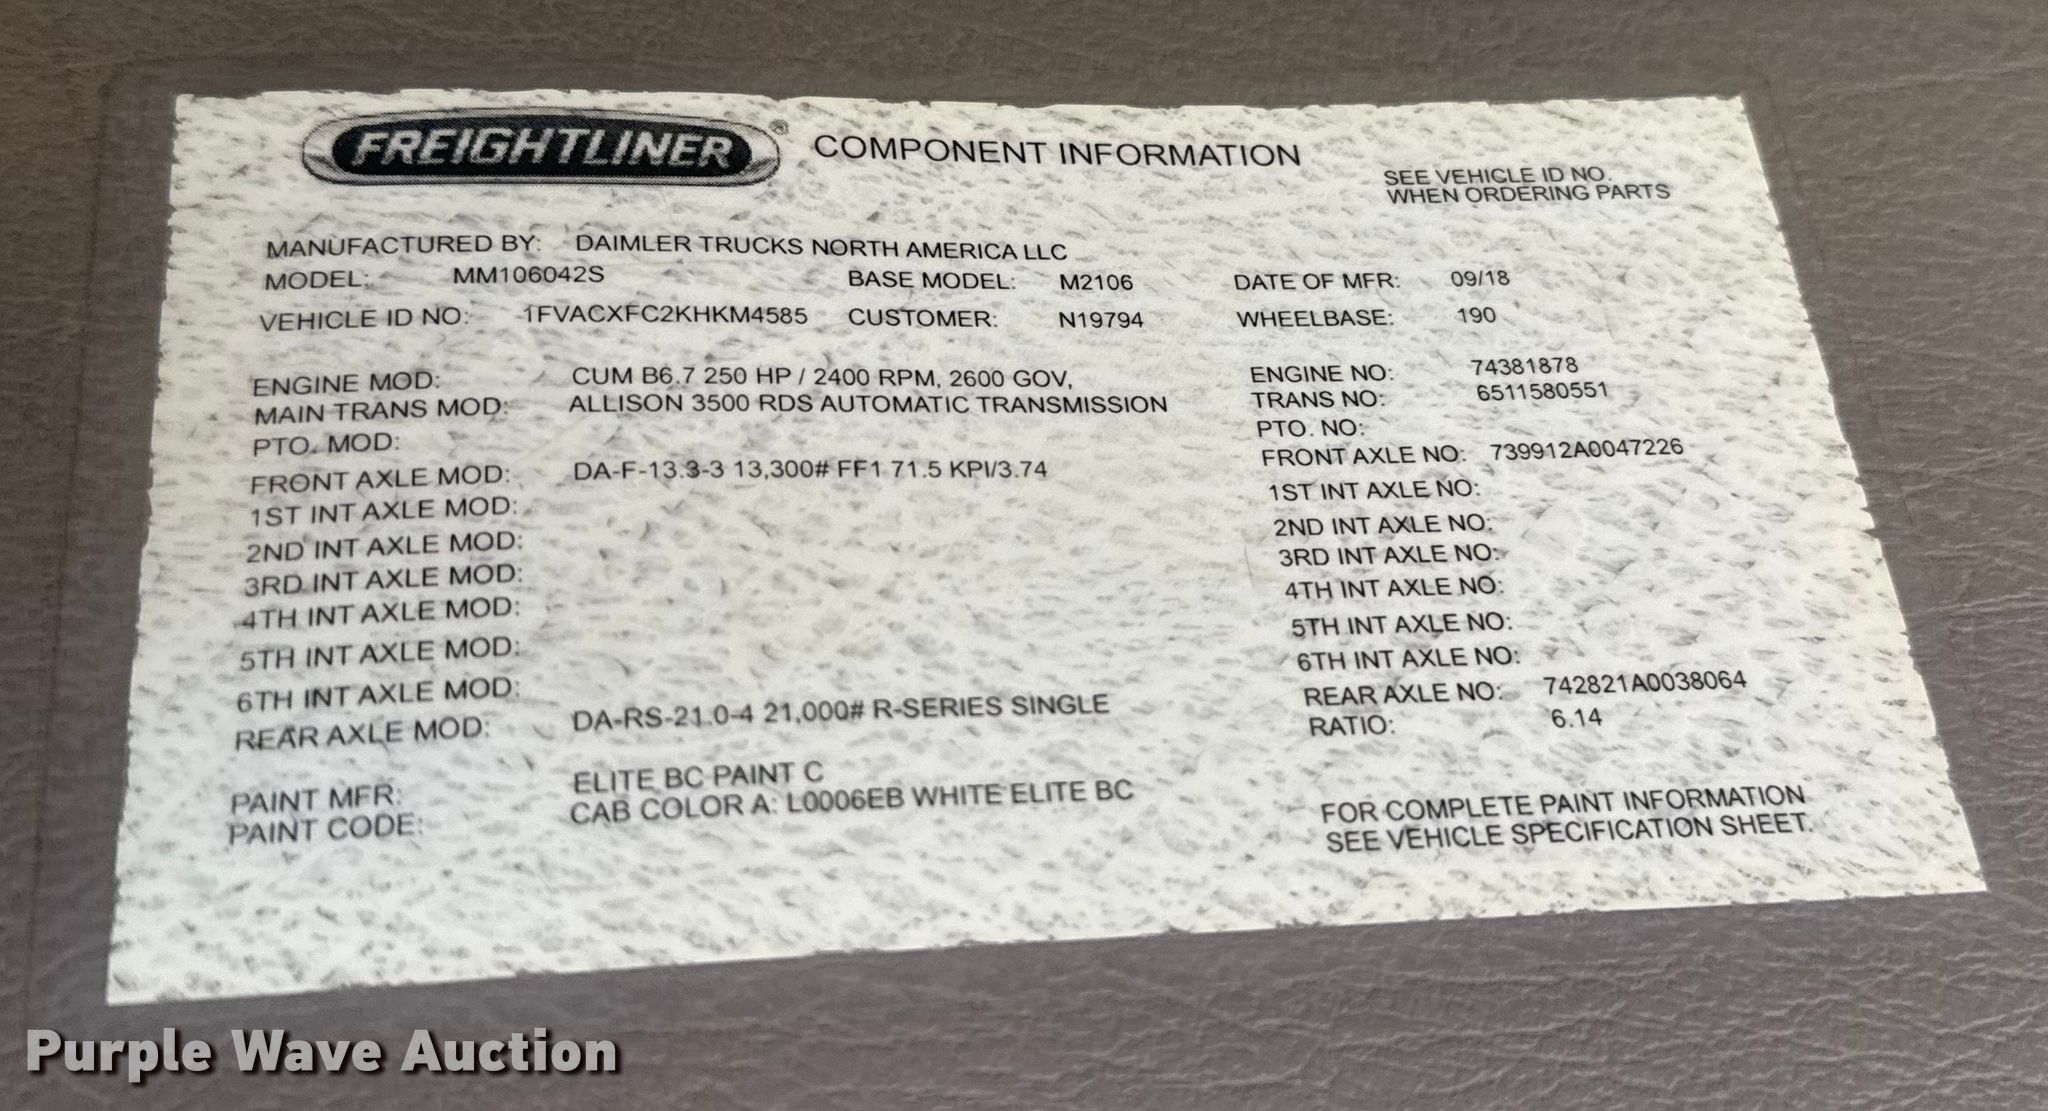 FREIGHTLINER ® COMPONENT INFORMATION
SEE VEHICLE ID NO.
WHEN ORDERING PARTS
MANUFACTURED BY: DAIMLER TRUCKS NORTH AMERICA LLC
MODEL: MM106042S BASE MODEL: M2106 DATE OF MFR: 09/18
VEHICLE ID NO: 1FVACXFC2KHKM4585 CUSTOMER: N19794 WHEELBASE: 190
ENGINE MOD: CUM B6.7 250 HP / 2400 RPM, 2600 GOV, ENGINE NO: 74381878
MAIN TRANS MOD: ALLISON 3500 RDS AUTOMATIC TRANSMISSION TRANS NO: 6511580551
PTO. MOD: PTO. NO:
FRONT AXLE MOD: DA-F-13.3-3 13,300# FF1 71.5 KPI/3.74 FRONT AXLE NO: 739912A0047226
1ST INT AXLE MOD: 1ST INT AXLE NO:
2ND INT AXLE MOD: 2ND INT AXLE NO:
3RD INT AXLE MOD: 3RD INT AXLE NO:
4TH INT AXLE MOD: 4TH INT AXLE NO:
5TH INT AXLE MOD: 5TH INT AXLE NO:
6TH INT AXLE MOD: 6TH INT AXLE NO:
REAR AXLE MOD: DA-RS-21.0-4 21,000# R-SERIES SINGLE REAR AXLE NO: 742821A0038064
RATIO: 6.14
PAINT MFR: ELITE BC PAINT C
PAINT CODE: CAB COLOR A: L0006EB WHITE ELITE BC
FOR COMPLETE PAINT INFORMATION
SEE VEHICLE SPECIFICATION SHEET.
Purple Wave Auction